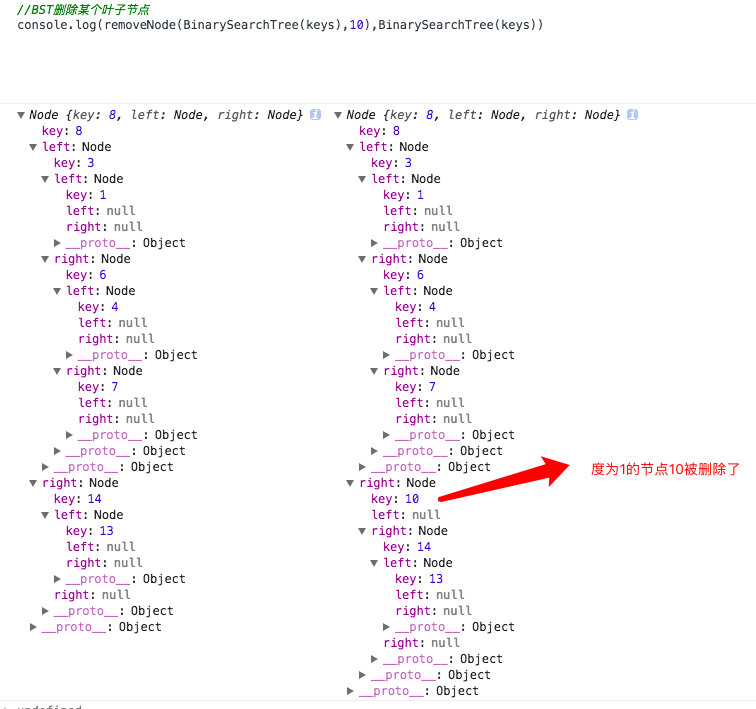 //BST删除某个叶子节点
console.log(removeNode(BinarySearchTree(keys),10),BinarySearchTree(keys))
▼ Node {key: 8, left: Node, right: Node} i ▼ Node {key: 8, left: Node, right: Node} i
key: 8 key: 8
▼ left: Node ▼ left: Node
key: 3 key: 3
▼ left: Node ▼ left: Node
key: 1 key: 1
left: null left: null
right: null right: null
▶ __proto__: Object ▶ __proto__: Object
▼ right: Node ▼ right: Node
key: 6 key: 6
▼ left: Node ▼ left: Node
key: 4 key: 4
left: null left: null
right: null right: null
▶ __proto__: Object ▶ __proto__: Object
▼ right: Node ▼ right: Node
key: 7 key: 7
left: null left: null
right: null right: null
▶ __proto__: Object ▶ __proto__: Object
▶ __proto__: Object ▶ __proto__: Object
▶ __proto__: Object ▶ __proto__: Object
度为1的节点10被删除了
▼ right: Node ▼ right: Node
key: 14 key: 10
▼ left: Node left: null
key: 13 ▼ right: Node
left: null key: 14
right: null ▼ left: Node
▶ __proto__: Object key: 13
right: null left: null
▶ __proto__: Object right: null
▶ __proto__: Object ▶ __proto__: Object
right: null
▶ __proto__: Object
▶ __proto__: Object
▶ __proto__: Object
undefined